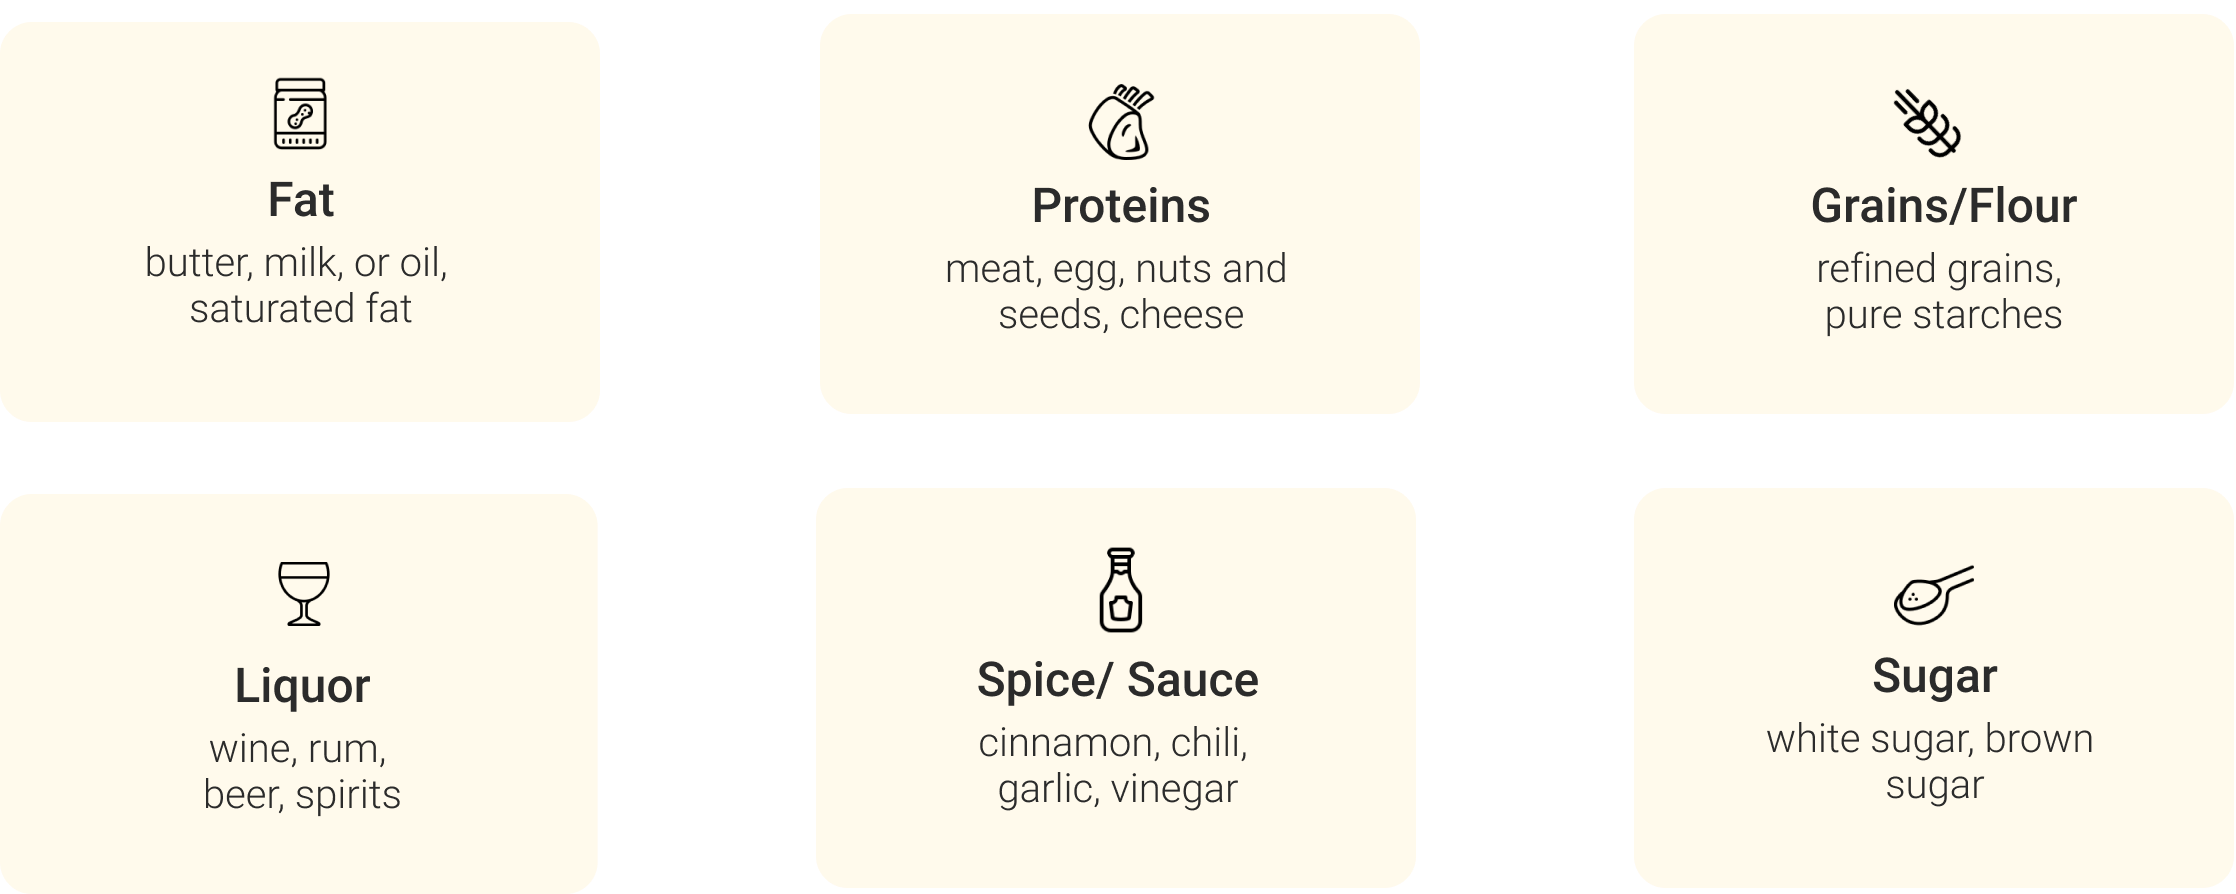 Fat
butter, milk, or oil,
saturated fat
Proteins
meat, egg, nuts and
seeds, cheese
Grains/Flour
refined grains,
pure starches
Liquor
wine, rum,
beer, spirits
Spice/ Sauce
cinnamon, chili,
garlic, vinegar
Sugar
white sugar, brown
sugar